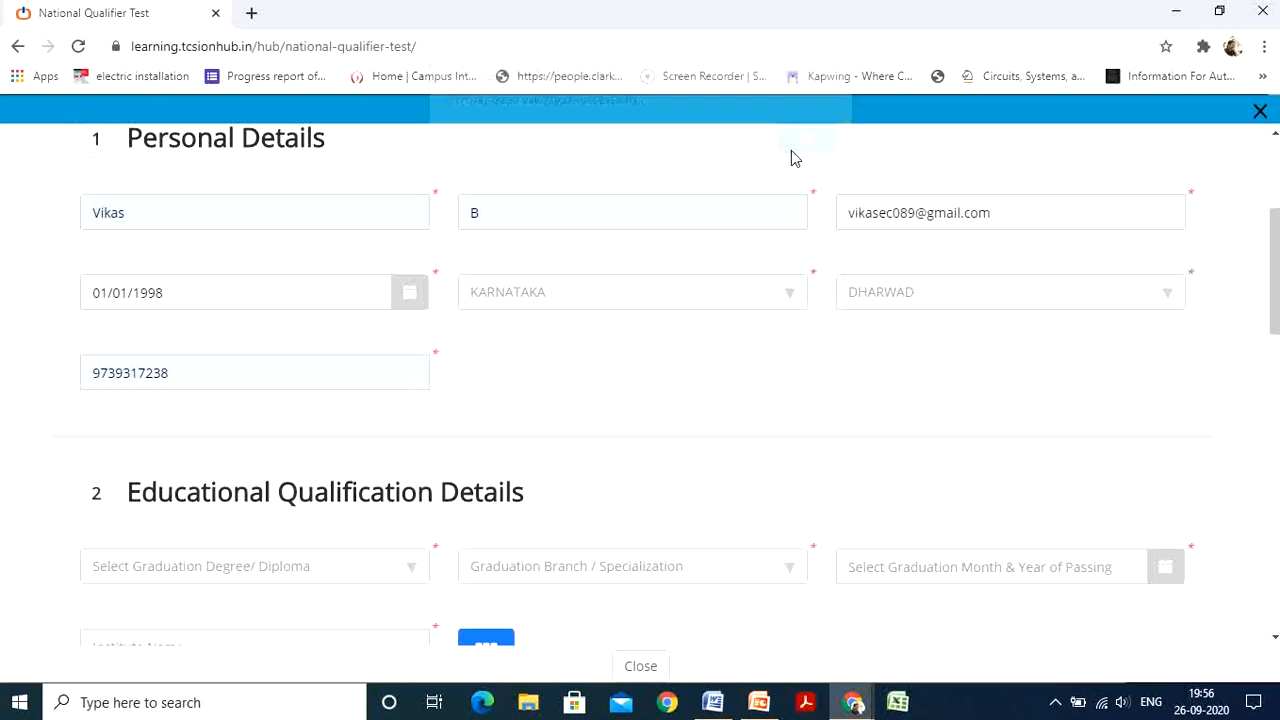 National Qualifier Test
learning.tcsionhub.in/hub/national-qualifier-test/
Apps electric installation Progress report of... Home | Campus Int... https://people.clark... Screen Recorder | S... Kapwing - Where C... Circuits, Systems, a... Information For Aut... »
1 Personal Details
Vikas * B * vikasec089@gmail.com *
01/01/1998 * KARNATAKA * DHARWAD *
9739317238 *
2 Educational Qualification Details
Select Graduation Degree/ Diploma * Graduation Branch / Specialization * Select Graduation Month & Year of Passing *
Institute Name *
Close
Type here to search
ENG
19:56
26-09-2020